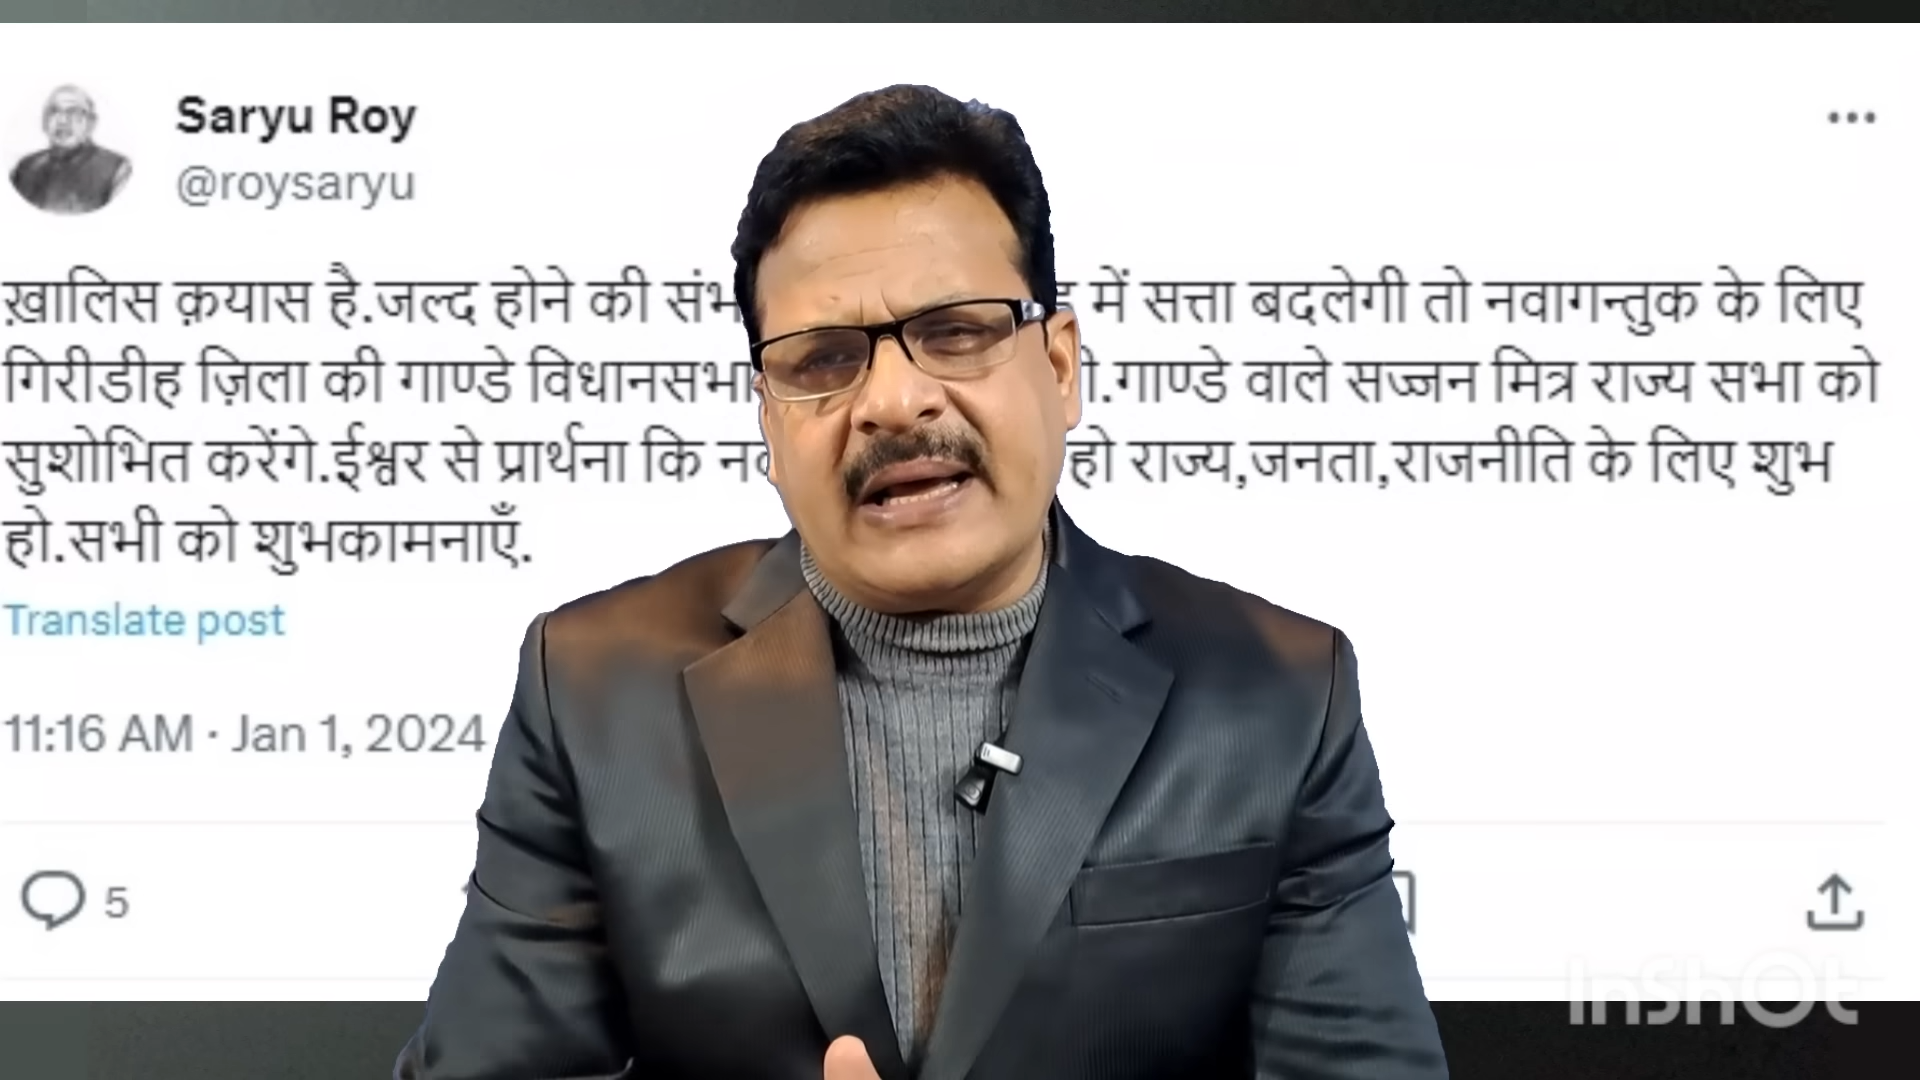 Saryu Roy
@roysaryu
ख़ालिस क़यास है.जल्द होने की में सत्ता बदलेगी तो नवागन्तुक के लिए
गिरीडीह ज़िला की गाण्डे विधानसभा .गाण्डे वाले सज्जन मित्र राज्य सभा को
सुशोभित करेंगे.ईश्वर से प्रार्थना कि हो राज्य,जनता,राजनीति के लिए शुभ
हो.सभी को शुभकामनाएँ.
Translate post
11:16 AM · Jan 1, 2024
5
InShOt